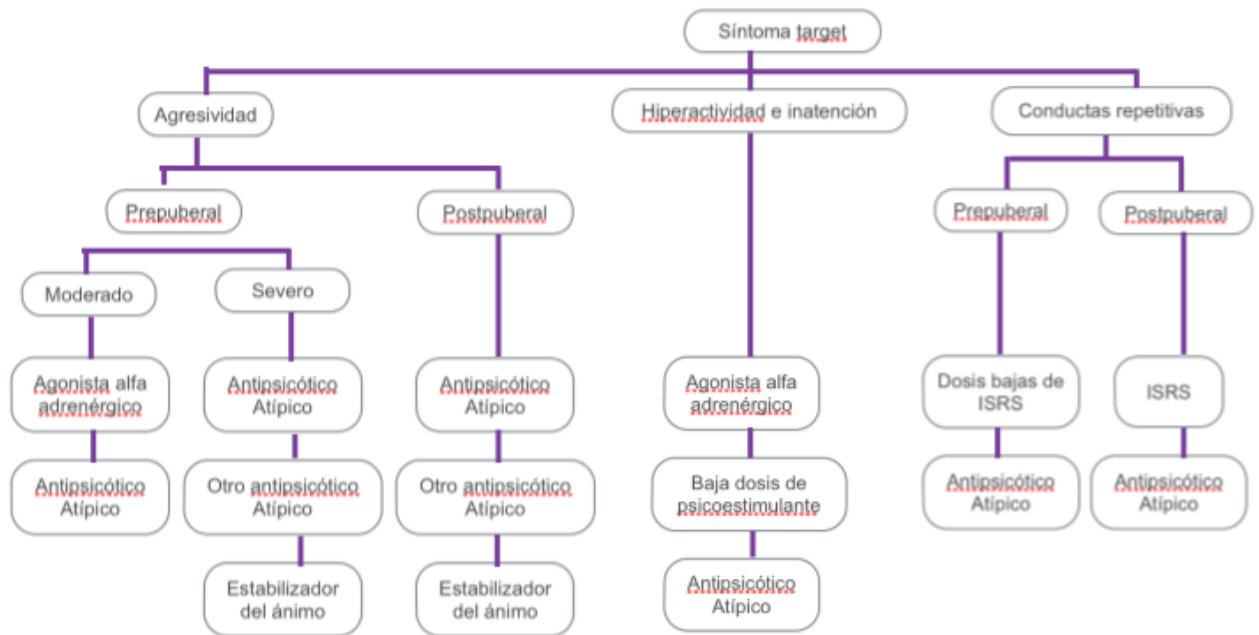 Síntoma target
Agresividad
Hiperactividad e inatención
Conductas repetitivas
Prepuberal
Postpuberal
Prepuberal
Postpuberal
Moderado
Severo
Agonista alfa
adrenérgico
Antipsicótico
Atípico
Antipsicótico
Atípico
Agonista alfa
adrenérgico
Dosis bajas de
ISRS
ISRS
Antipsicótico
Atípico
Otro antipsicótico
Atípico
Otro antipsicótico
Atípico
Baja dosis de
psicoestimulante
Antipsicótico
Atípico
Antipsicótico
Atípico
Estabilizador
del ánimo
Estabilizador
del ánimo
Antipsicótico
Atípico